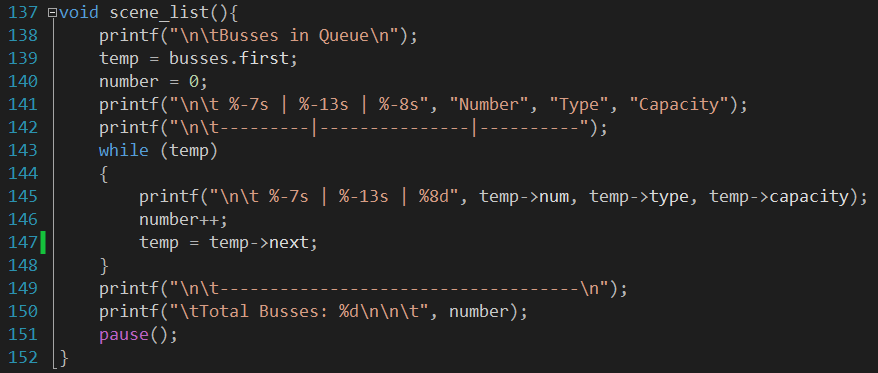 137 void scene_list(){
138     printf("\n\tBusses in Queue\n");
139     temp = busses.first;
140     number = 0;
141     printf("\n\t %-7s | %-13s | %-8s", "Number", "Type", "Capacity");
142     printf("\n\t---------|---------------|----------");
143     while (temp)
144     {
145         printf("\n\t %-7s | %-13s | %8d", temp->num, temp->type, temp->capacity);
146         number++;
147         temp = temp->next;
148     }
149     printf("\n\t------------------------------------\n");
150     printf("\tTotal Busses: %d\n\n\t", number);
151     pause();
152 }